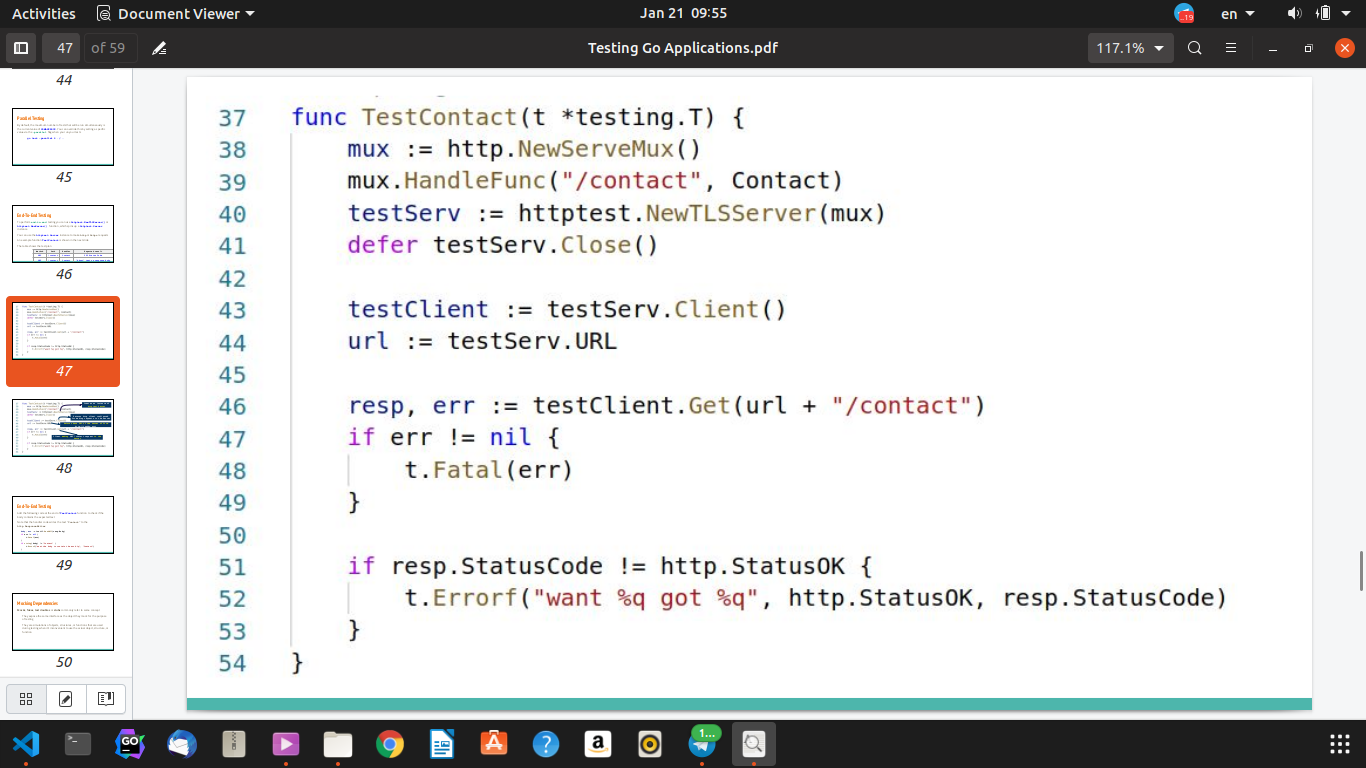 Activities Document Viewer Jan 21 09:55 en
47 of 59 Testing Go Applications.pdf 117.1%
44
Parallel Testing
45
End-To-End Testing
46
47
48
End-To-End Testing
49
Mocking Dependencies
50
37 func TestContact(t *testing.T) {
38 mux := http.NewServeMux()
39 mux.HandleFunc("/contact", Contact)
40 testServ := httptest.NewTLSServer(mux)
41 defer testServ.Close()
42
43 testClient := testServ.Client()
44 url := testServ.URL
45
46 resp, err := testClient.Get(url + "/contact")
47 if err != nil {
48 t.Fatal(err)
49 }
50
51 if resp.StatusCode != http.StatusOK {
52 t.Errorf("want %q got %q", http.StatusOK, resp.StatusCode)
53 }
54 }
GO
1...